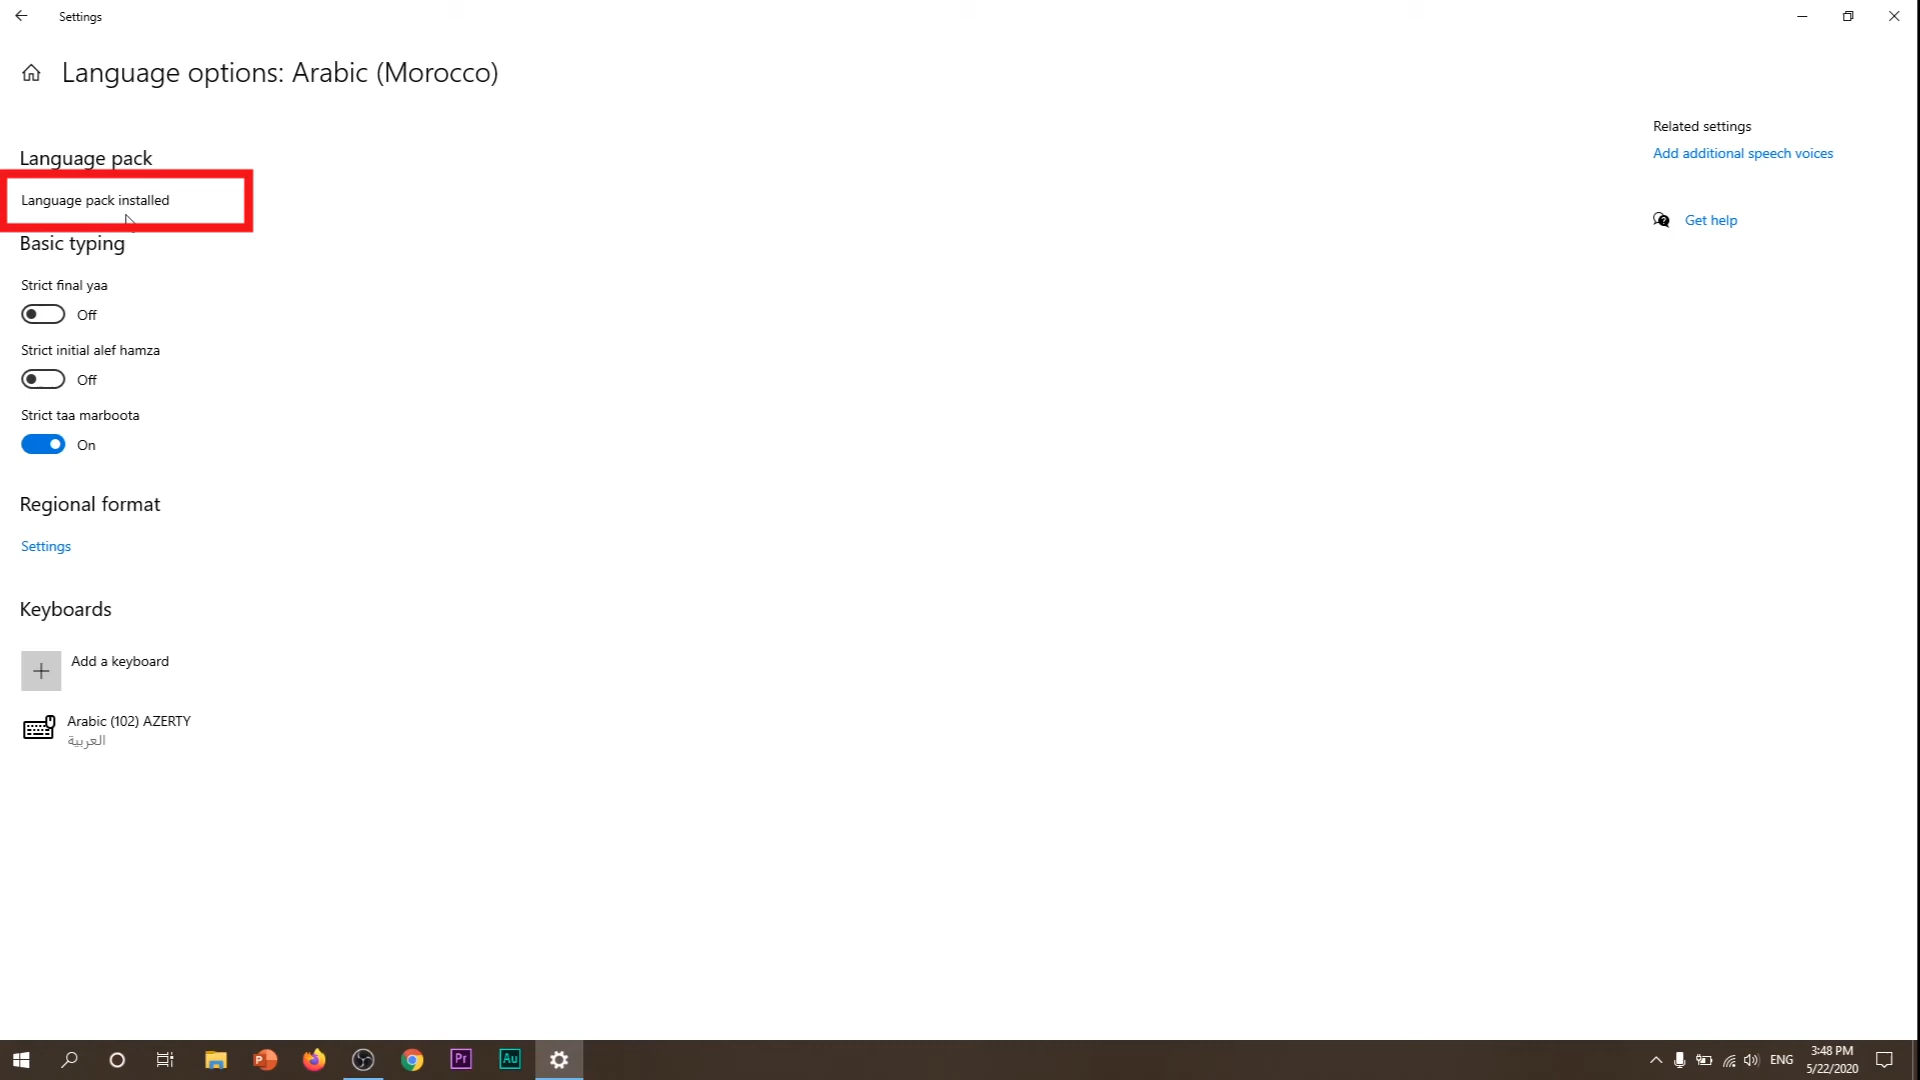 Settings
Language options: Arabic (Morocco)
Language pack
Language pack installed
Basic typing
Strict final yaa
Off
Strict initial alef hamza
Off
Strict taa marboota
On
Regional format
Settings
Keyboards
Add a keyboard
Arabic (102) AZERTY
العربية
Related settings
Add additional speech voices
Get help
P
Pr
Au
ENG
3:48 PM
5/22/2020